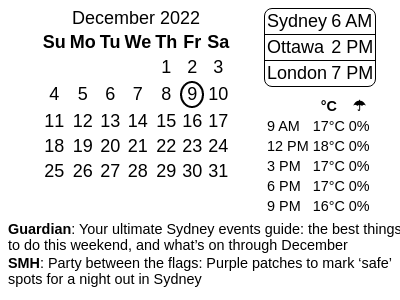 December 2022
Su Mo Tu We Th Fr Sa
1 2 3
4 5 6 7 8 9 10
11 12 13 14 15 16 17
18 19 20 21 22 23 24
25 26 27 28 29 30 31
Sydney 6 AM
Ottawa 2 PM
London 7 PM
°C ☂
9 AM 17°C 0%
12 PM 18°C 0%
3 PM 17°C 0%
6 PM 17°C 0%
9 PM 16°C 0%
Guardian: Your ultimate Sydney events guide: the best things
to do this weekend, and what’s on through December
SMH: Party between the flags: Purple patches to mark ‘safe’
spots for a night out in Sydney